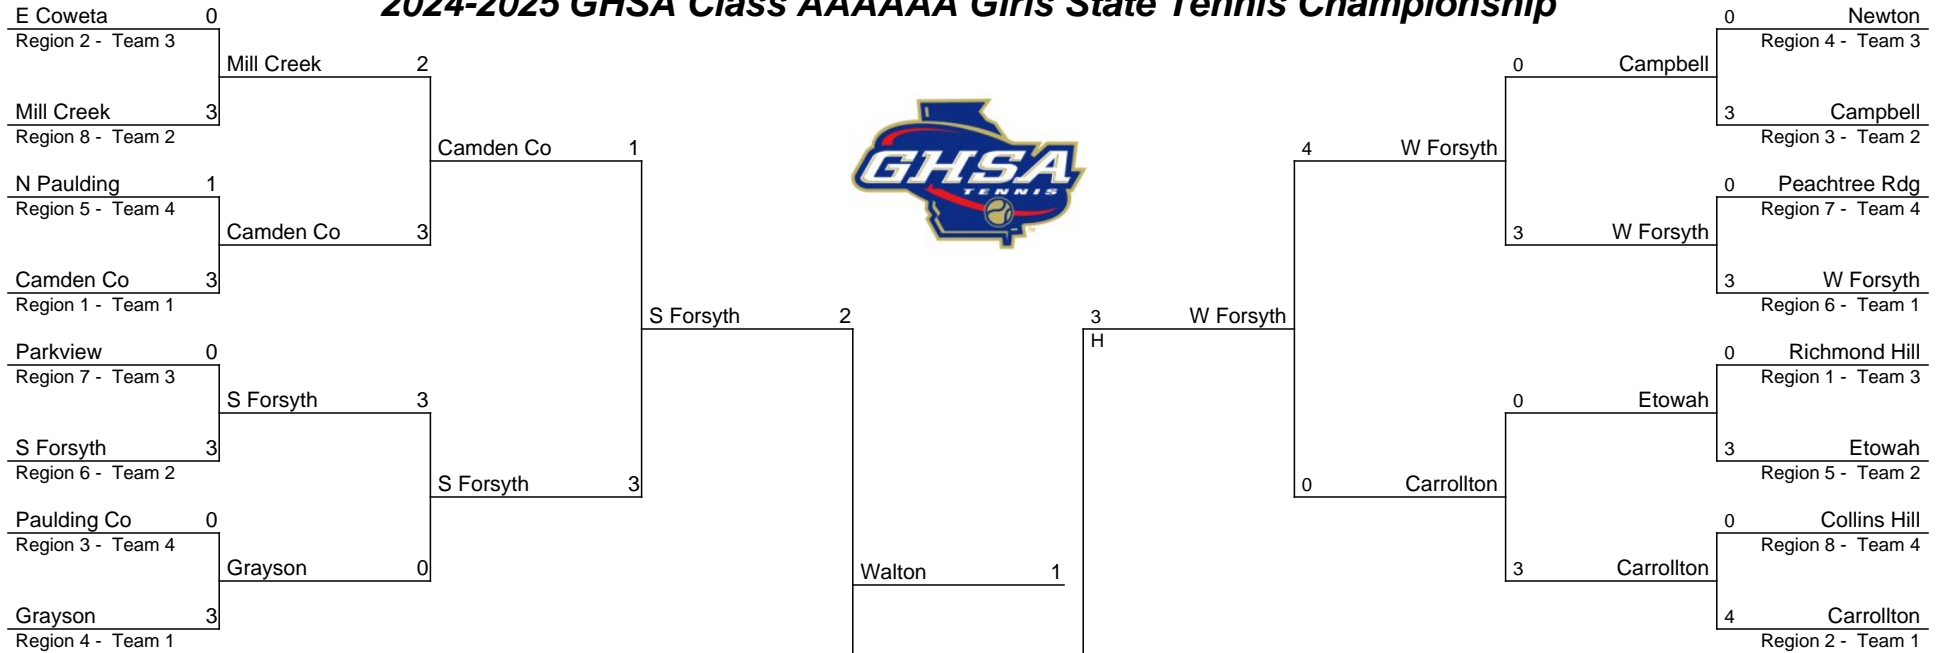 2024-2025 GHSA Class AAAAAA Girls State Tennis Championship
E Coweta 0
Region 2 - Team 3
Mill Creek 2
Mill Creek 3
Region 8 - Team 2
Camden Co 1
N Paulding 1
Region 5 - Team 4
Camden Co 3
Camden Co 3
Region 1 - Team 1
S Forsyth 2
Parkview 0
Region 7 - Team 3
S Forsyth 3
S Forsyth 3
Region 6 - Team 2
S Forsyth 3
Paulding Co 0
Region 3 - Team 4
Grayson 0
Grayson 3
Region 4 - Team 1
Walton 1
GHSA
TENNIS
0 Newton
Region 4 - Team 3
0 Campbell
3 Campbell
Region 3 - Team 2
4 W Forsyth
0 Peachtree Rdg
Region 7 - Team 4
3 W Forsyth
3 W Forsyth
Region 6 - Team 1
3 W Forsyth
H
0 Richmond Hill
Region 1 - Team 3
0 Etowah
3 Etowah
Region 5 - Team 2
0 Carrollton
0 Collins Hill
Region 8 - Team 4
3 Carrollton
4 Carrollton
Region 2 - Team 1